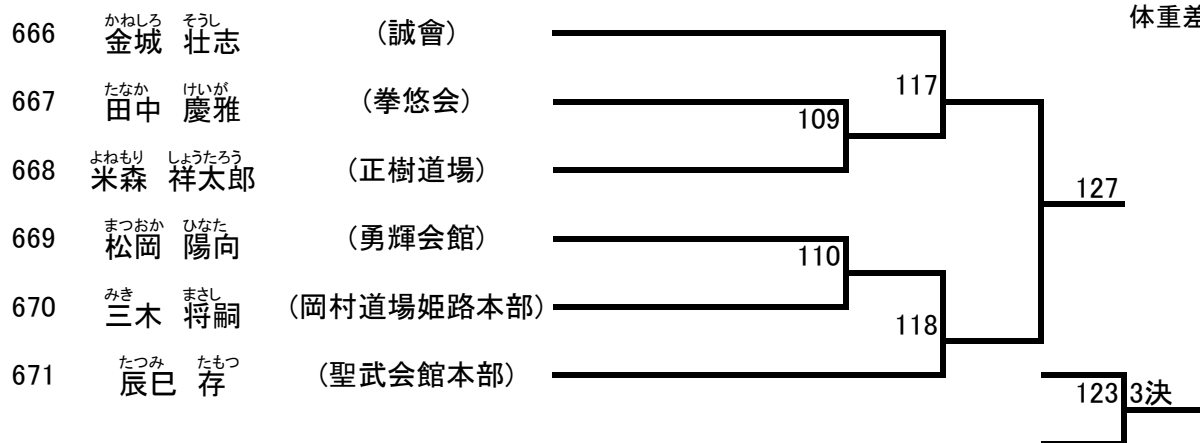 体重差
666 かねしろ そうし 金城 壮志 (誠會)
117
667 たなか けいが 田中 慶雅 (拳悠会)
109
668 よねもり しょうたろう 米森 祥太郎 (正樹道場)
127
669 まつおか ひなた 松岡 陽向 (勇輝会館)
110
670 みき まさし 三木 将嗣 (岡村道場姫路本部)
118
671 たつみ たもつ 辰巳 存 (聖武会館本部)
123 3決